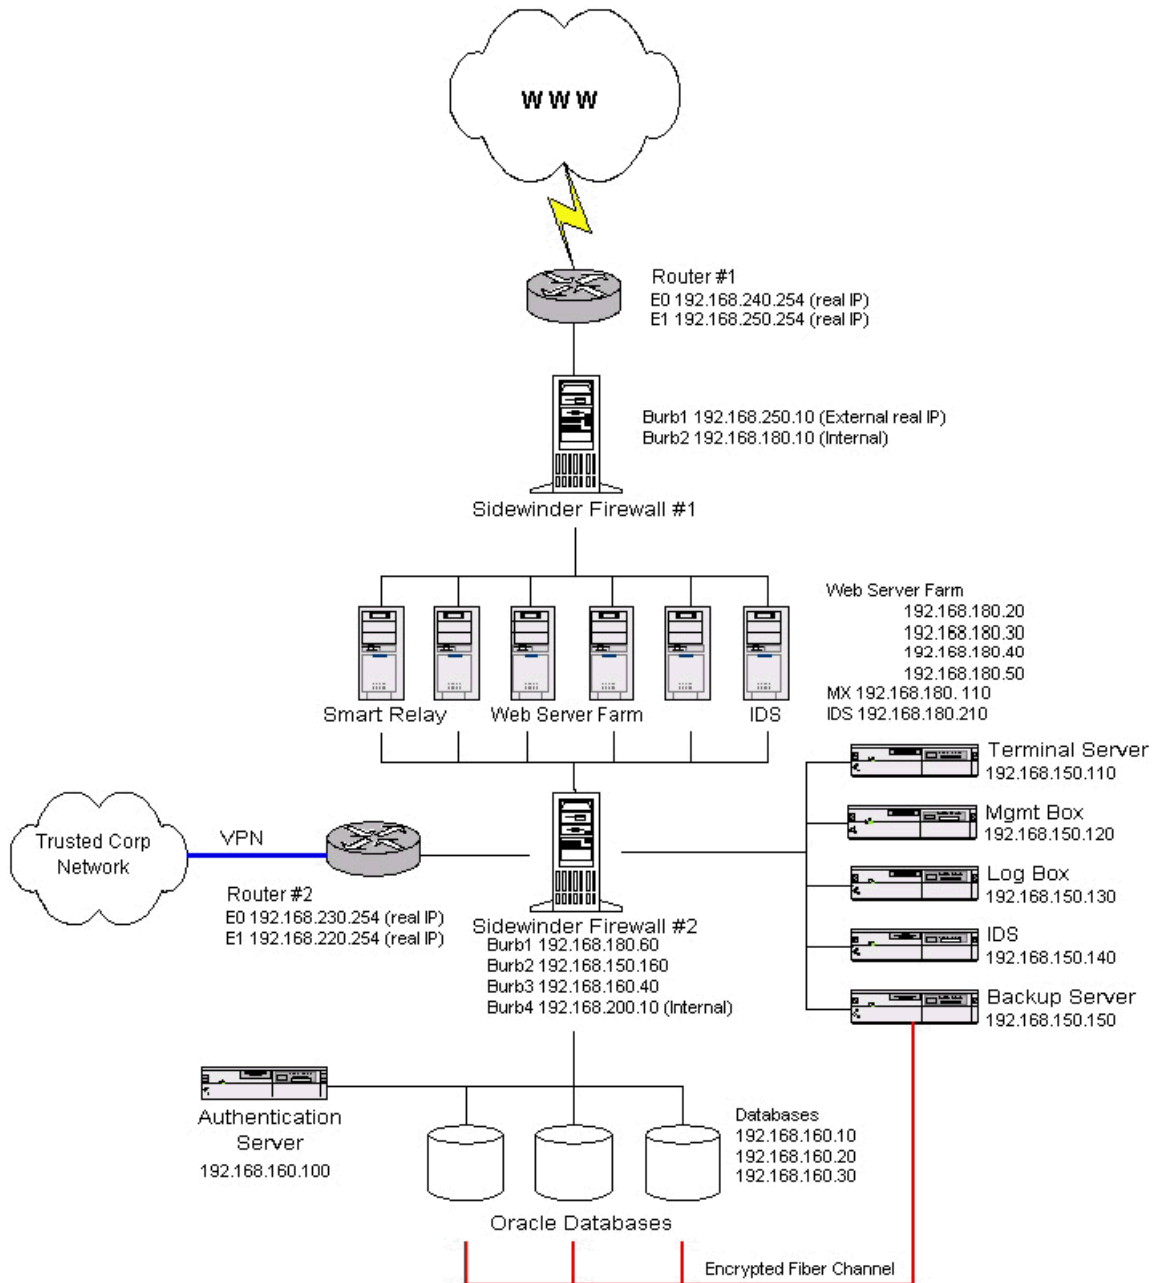 W W W
Router #1
E0 192.168.240.254 (real IP)
E1 192.168.250.254 (real IP)
Burb1 192.168.250.10 (External real IP)
Burb2 192.168.180.10 (Internal)
Sidewinder Firewall #1
Web Server Farm
192.168.180.20
192.168.180.30
192.168.180.40
192.168.180.50
MX 192.168.180. 110
IDS 192.168.180.210
Smart Relay
Web Server Farm
IDS
Terminal Server
192.168.150.110
Mgmt Box
192.168.150.120
Log Box
192.168.150.130
IDS
192.168.150.140
Backup Server
192.168.150.150
Trusted Corp
Network
VPN
Router #2
E0 192.168.230.254 (real IP)
E1 192.168.220.254 (real IP)
Sidewinder Firewall #2
Burb1 192.168.180.60
Burb2 192.168.150.160
Burb3 192.168.160.40
Burb4 192.168.200.10 (Internal)
Authentication
Server
192.168.160.100
Databases
192.168.160.10
192.168.160.20
192.168.160.30
Oracle Databases
Encrypted Fiber Channel